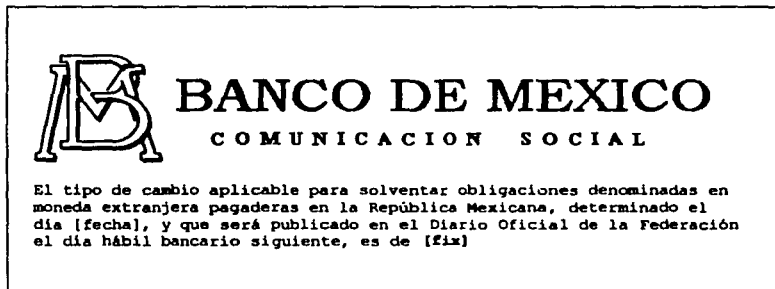 BANCO DE MEXICO
COMUNICACION SOCIAL
El tipo de cambio aplicable para solventar obligaciones denominadas en
moneda extranjera pagaderas en la República Mexicana, determinado el
día [fecha], y que será publicado en el Diario Oficial de la Federación
el día hábil bancario siguiente, es de [fix]